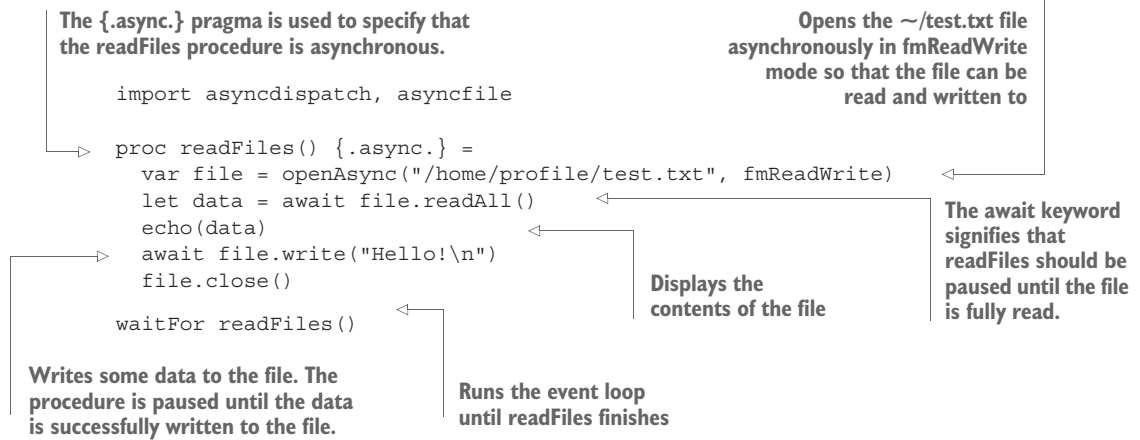 The {.async.} pragma is used to specify that
the readFiles procedure is asynchronous.
Opens the ~/test.txt file
asynchronously in fmReadWrite
mode so that the file can be
read and written to
import asyncdispatch, asyncfile
proc readFiles() {.async.} =
  var file = openAsync("/home/profile/test.txt", fmReadWrite)
  let data = await file.readAll()
  echo(data)
  await file.write("Hello!\n")
  file.close()
waitFor readFiles()
The await keyword
signifies that
readFiles should be
paused until the file
is fully read.
Displays the
contents of the file
Writes some data to the file. The
procedure is paused until the data
is successfully written to the file.
Runs the event loop
until readFiles finishes